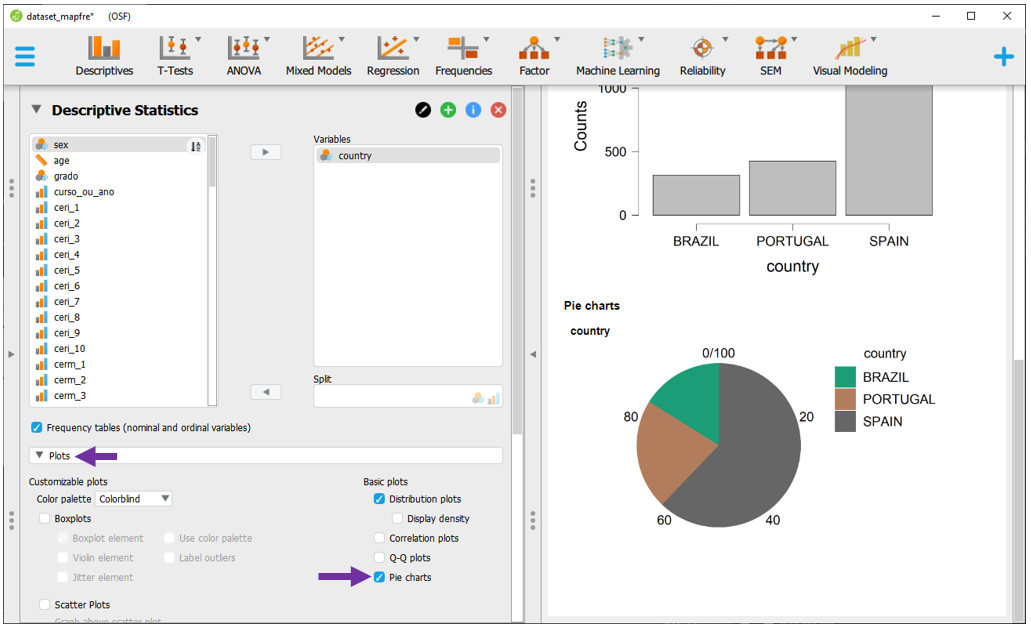 dataset_mapfre* (OSF)
Descriptives T-Tests ANOVA Mixed Models Regression Frequencies Factor Machine Learning Reliability SEM Visual Modeling
Descriptive Statistics
sex
age
grado
curso_ou_ano
ceri_1
ceri_2
ceri_3
ceri_4
ceri_5
ceri_6
ceri_7
ceri_8
ceri_9
ceri_10
cerm_1
cerm_2
cerm_3
Variables
country
Split
Frequency tables (nominal and ordinal variables)
Plots
Customizable plots
Color palette Colorblind
Boxplots
Boxplot element Use color palette
Violin element Label outliers
Jitter element
Scatter Plots
Graph above scatter plot
Basic plots
Distribution plots
Display density
Correlation plots
Q-Q plots
Pie charts
Counts
1000
500
0
BRAZIL PORTUGAL SPAIN
country
Pie charts
country
0/100
20
40
60
80
country
BRAZIL
PORTUGAL
SPAIN